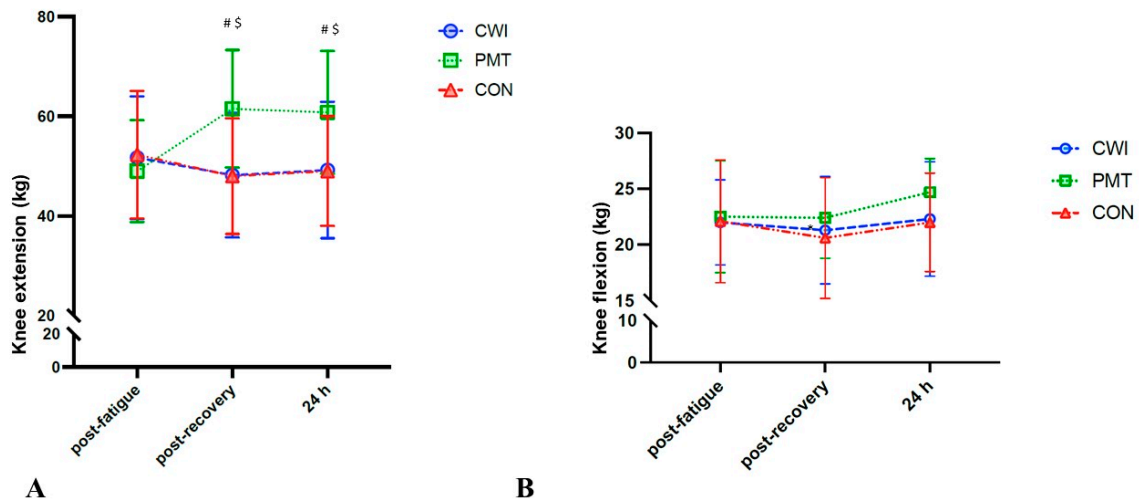 80
60
40
20
20
0
Knee extension (kg)
# $
# $
CWI
PMT
CON
post-fatigue
post-recovery
24 h
A
30
25
20
15
10
0
Knee flexion (kg)
*
CWI
PMT
CON
post-fatigue
post-recovery
24 h
B